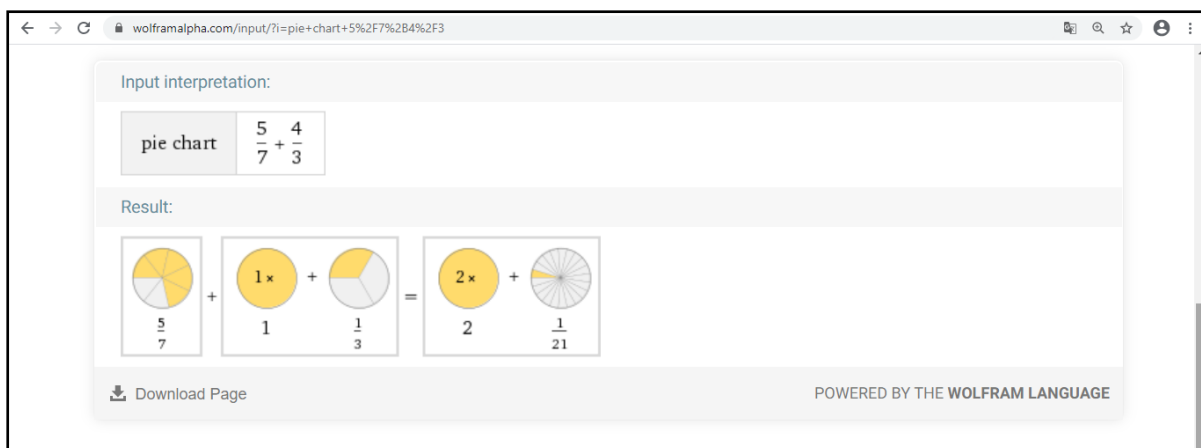 wolframalpha.com/input/?i=pie+chart+5%2F7%2B4%2F3
Input interpretation:
pie chart 5/7 + 4/3
Result:
1× + 2× +
+ =
5/7 1 1/3 2 1/21
Download Page POWERED BY THE WOLFRAM LANGUAGE